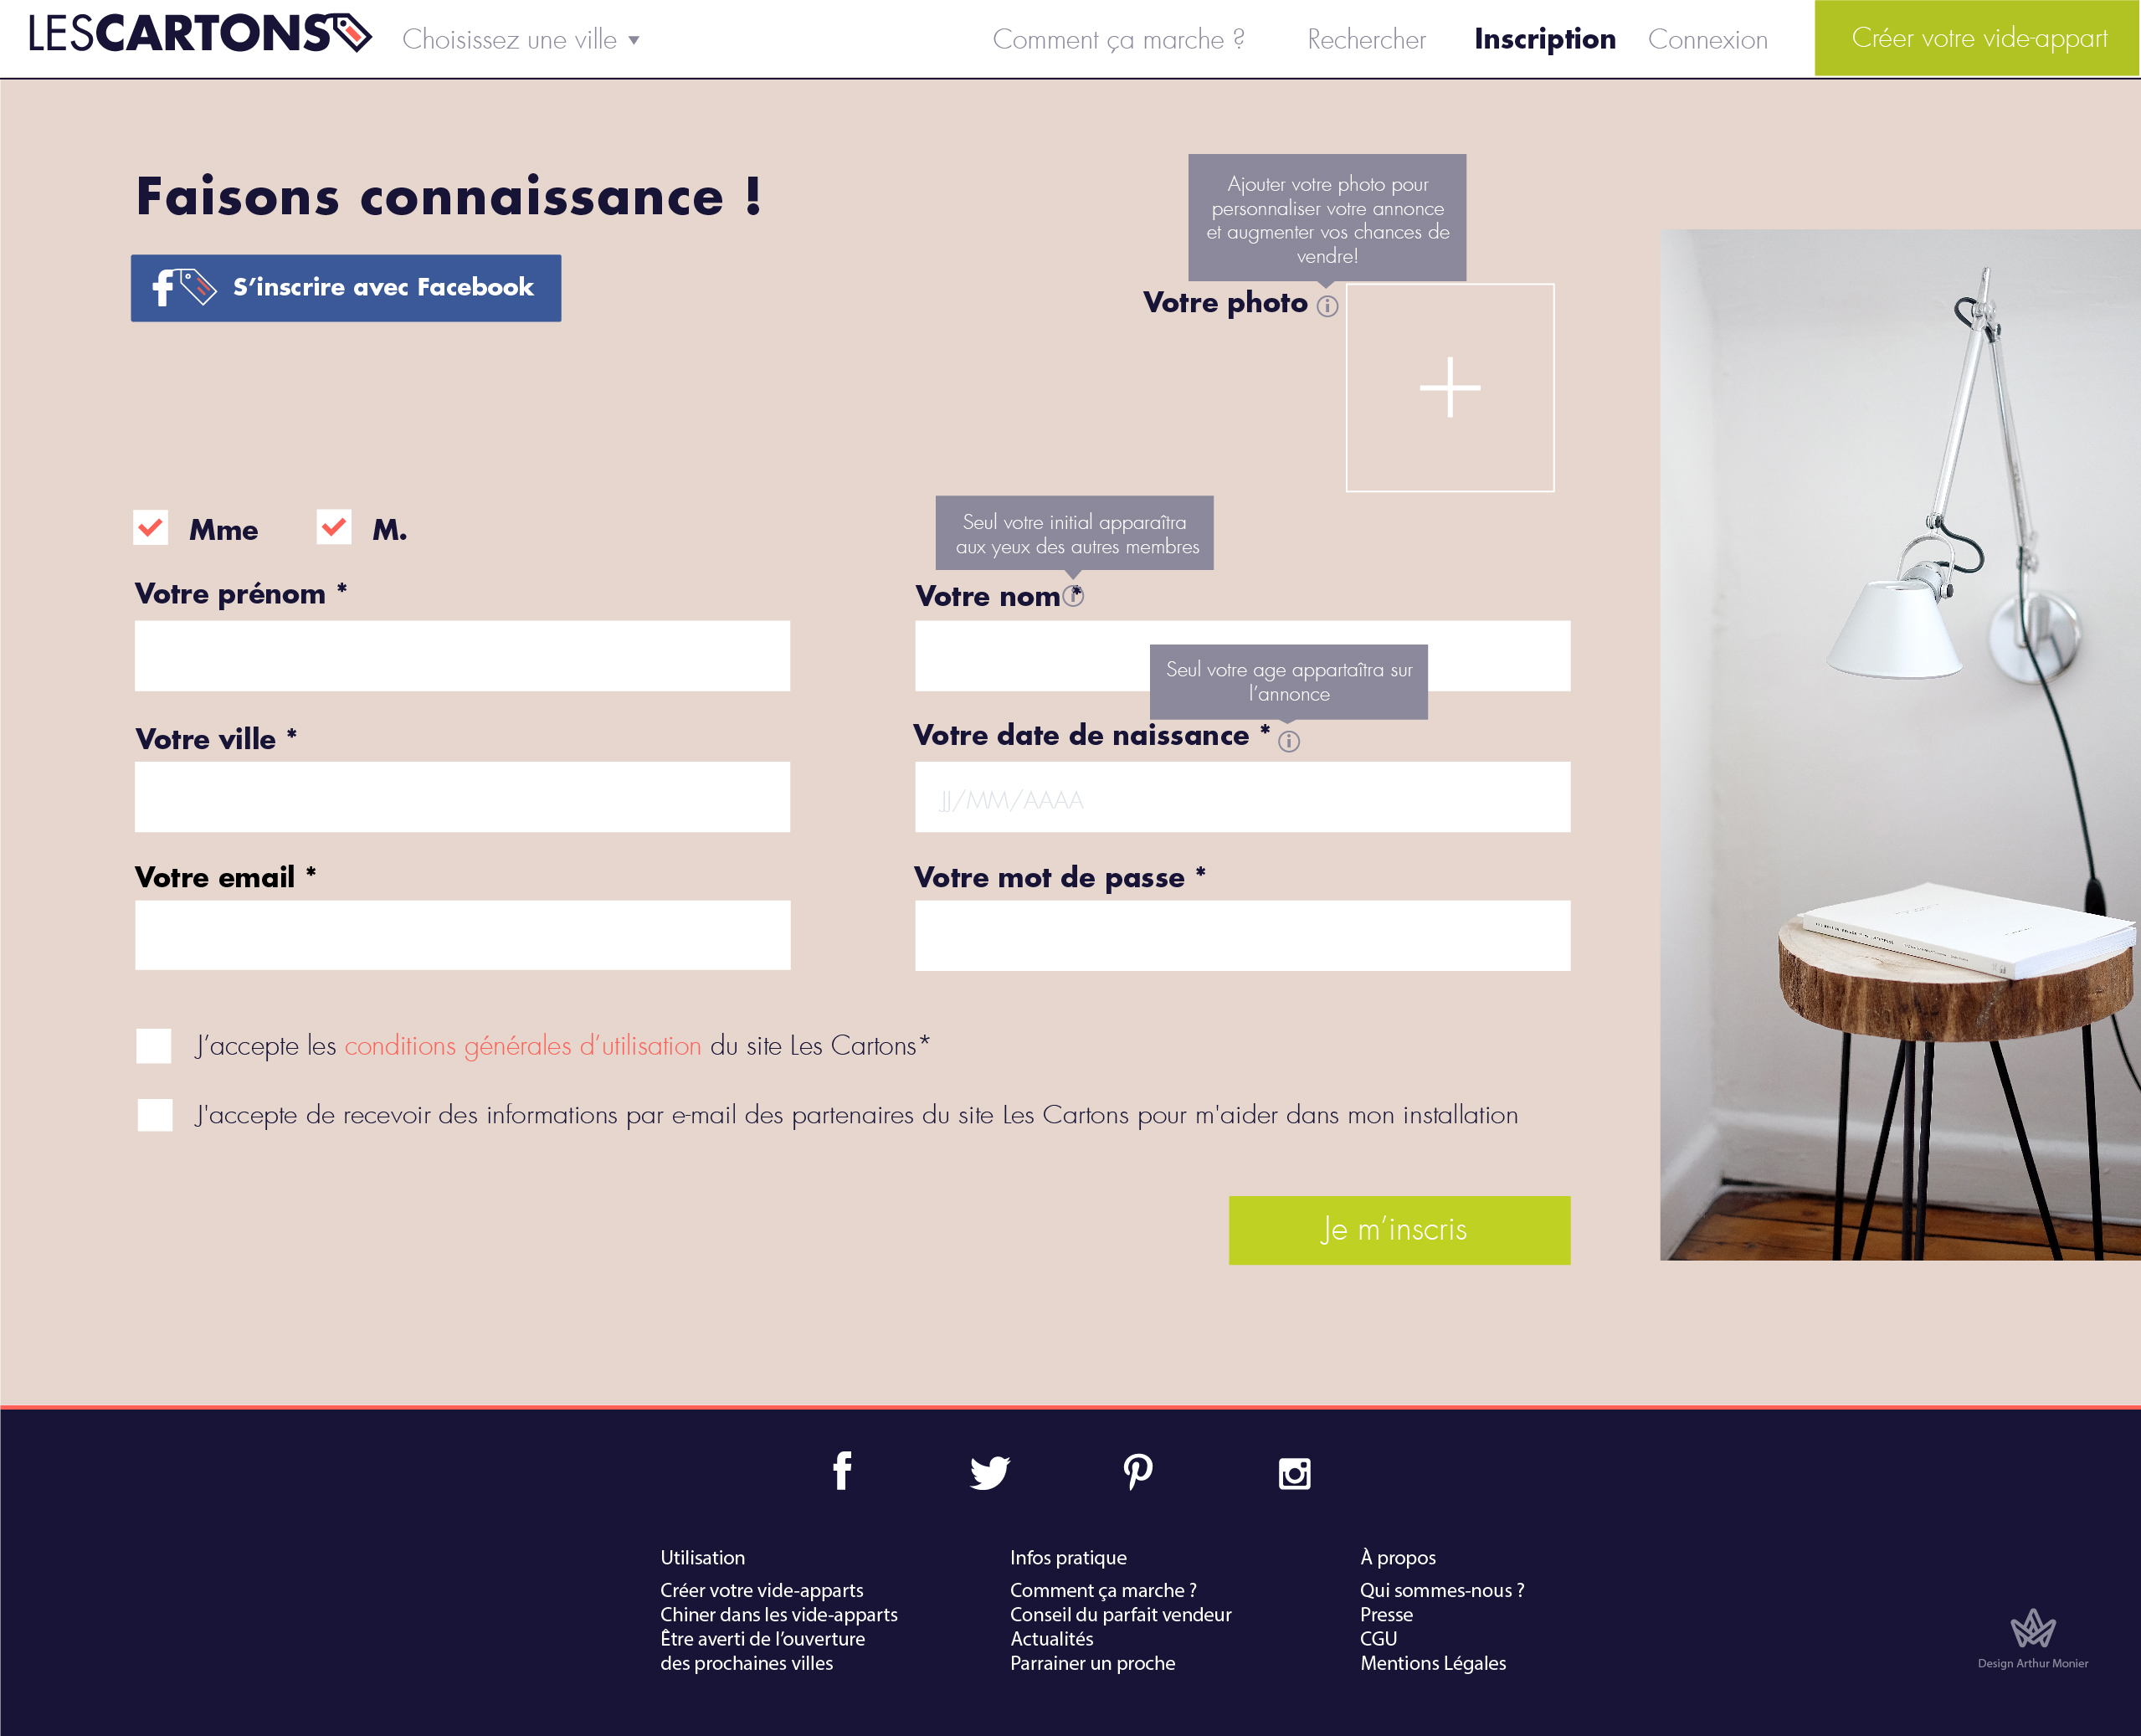 LESCARTONS
Choisissez une ville
Comment ça marche ?
Rechercher
Inscription
Connexion
Créer votre vide-appart
Faisons connaissance !
S’inscrire avec Facebook
Ajouter votre photo pour
personnaliser votre annonce
et augmenter vos chances de
vendre!
Votre photo
Mme
M.
Seul votre initial apparaîtra
aux yeux des autres membres
Votre prénom *
Votre nom *
Seul votre age appartaîtra sur
l’annonce
Votre ville *
Votre date de naissance *
JJ/MM/AAAA
Votre email *
Votre mot de passe *
J’accepte les conditions générales d’utilisation du site Les Cartons*
J'accepte de recevoir des informations par e-mail des partenaires du site Les Cartons pour m'aider dans mon installation
Je m’inscris
Utilisation
Créer votre vide-apparts
Chiner dans les vide-apparts
Être averti de l’ouverture
des prochaines villes
Infos pratique
Comment ça marche ?
Conseil du parfait vendeur
Actualités
Parrainer un proche
À propos
Qui sommes-nous ?
Presse
CGU
Mentions Légales
Design Arthur Monier